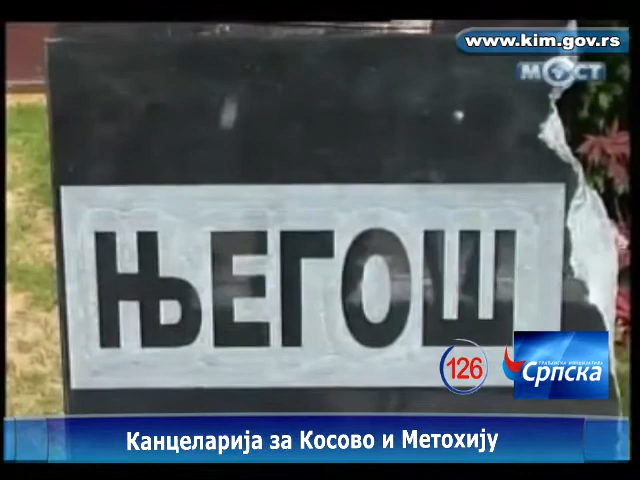 www.kim.gov.rs
МОСТ
ЊЕГОШ
126
ГРАЂАНСКА ИНИЦИЈАТИВА
Српска
Канцеларија за Косово и Метохију